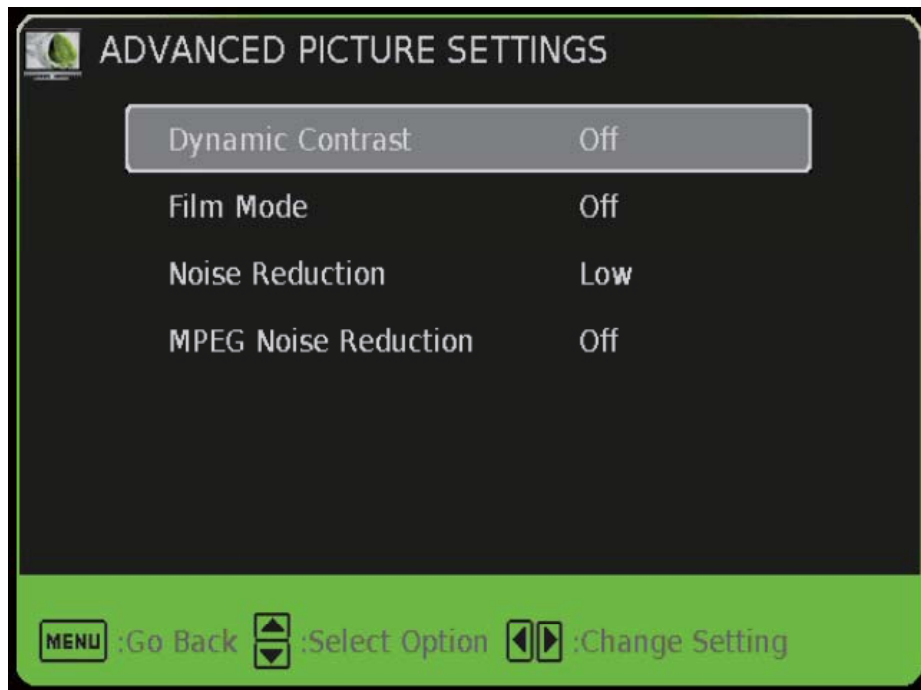 ADVANCED PICTURE SETTINGS
Dynamic Contrast Off
Film Mode Off
Noise Reduction Low
MPEG Noise Reduction Off
MENU :Go Back :Select Option :Change Setting